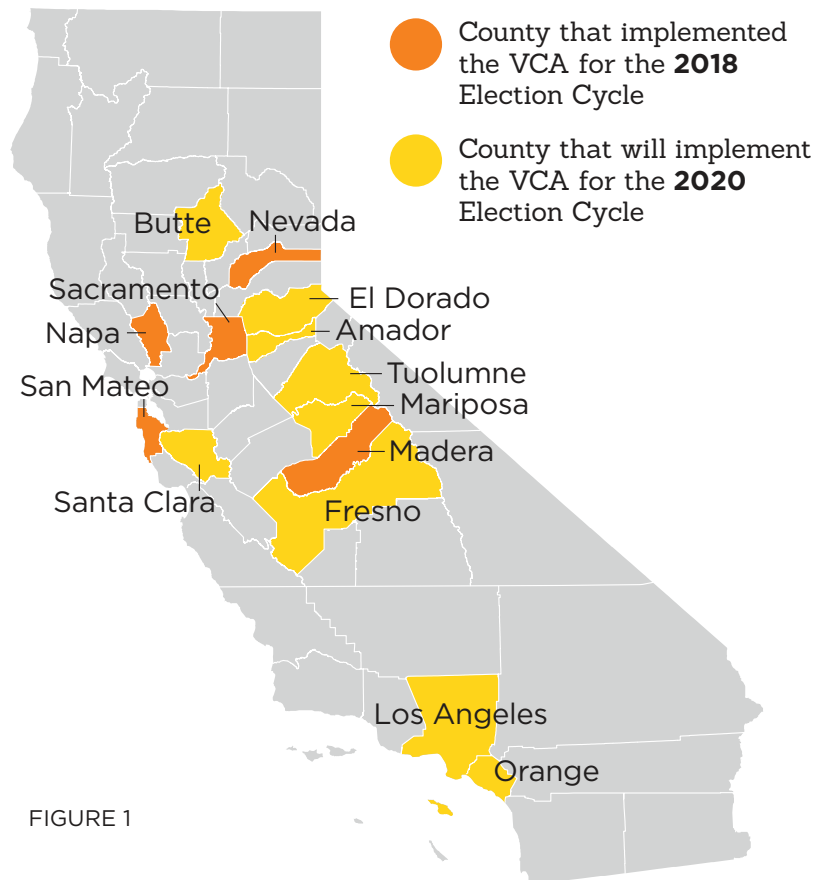 County that implemented
the VCA for the 2018
Election Cycle
County that will implement
the VCA for the 2020
Election Cycle
Butte
Nevada
Sacramento
El Dorado
Napa
Amador
Tuolumne
San Mateo
Mariposa
Madera
Santa Clara
Fresno
Los Angeles
Orange
FIGURE 1